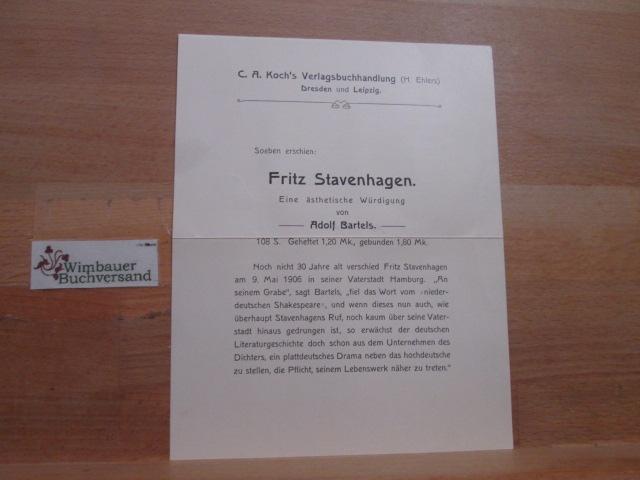 C. A. Koch's Verlagsbuchhandlung (H. Ehlers)
Dresden und Leipzig.
Soeben erschien:
Fritz Stavenhagen.
Eine ästhetische Würdigung
von
Adolf Bartels.
108 S. Geheftet 1,20 Mk., gebunden 1,80 Mk.
Noch nicht 30 Jahre alt verschied Fritz Stavenhagen
am 9. Mai 1906 in seiner Vaterstadt Hamburg. „An
seinem Grabe", sagt Bartels, „fiel das Wort vom »nieder-
deutschen Shakespeare«, und wenn dieses nun auch, wie
überhaupt Stavenhagens Ruf, noch kaum über seine Vater-
stadt hinaus gedrungen ist, so erwächst der deutschen
Literaturgeschichte doch schon aus dem Unternehmen des
Dichters, ein plattdeutsches Drama neben das hochdeutsche
zu stellen, die Pflicht, seinem Lebenswerk näher zu treten."
Wimbauer
Buchversand